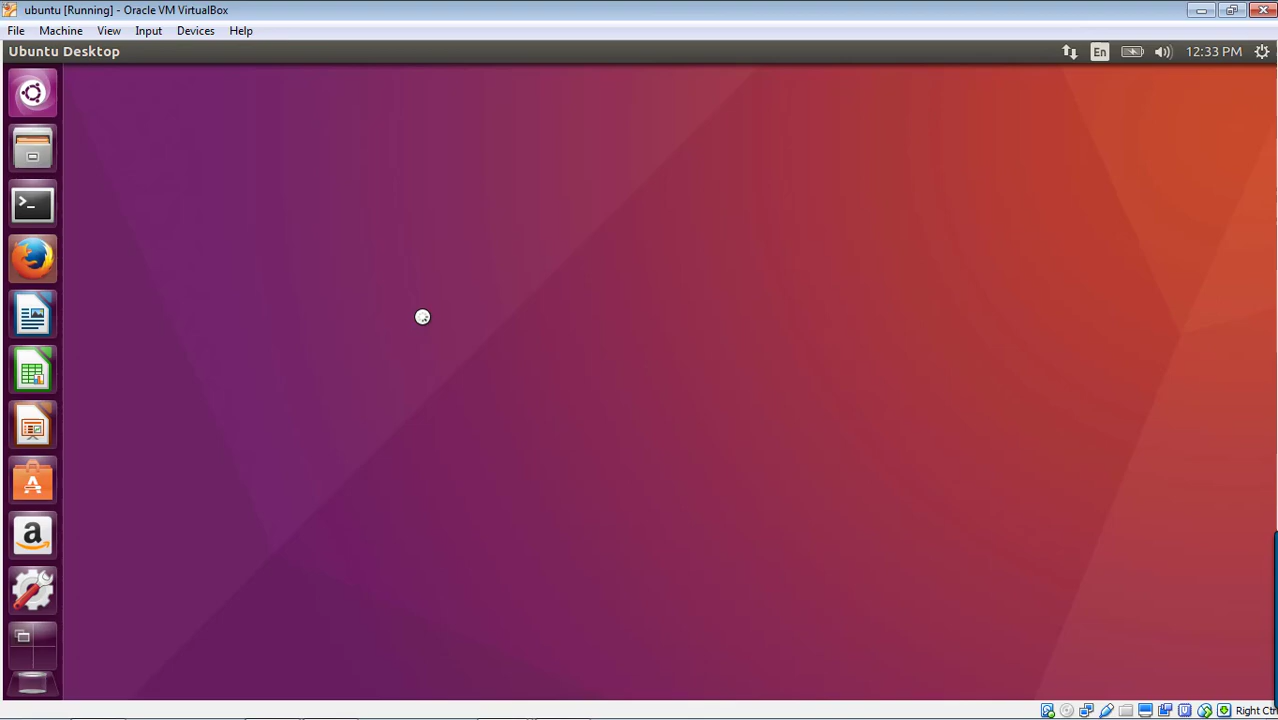 ubuntu [Running] - Oracle VM VirtualBox
File Machine View Input Devices Help
Ubuntu Desktop
En
12:33 PM
>_
A
a
Right Ctrl